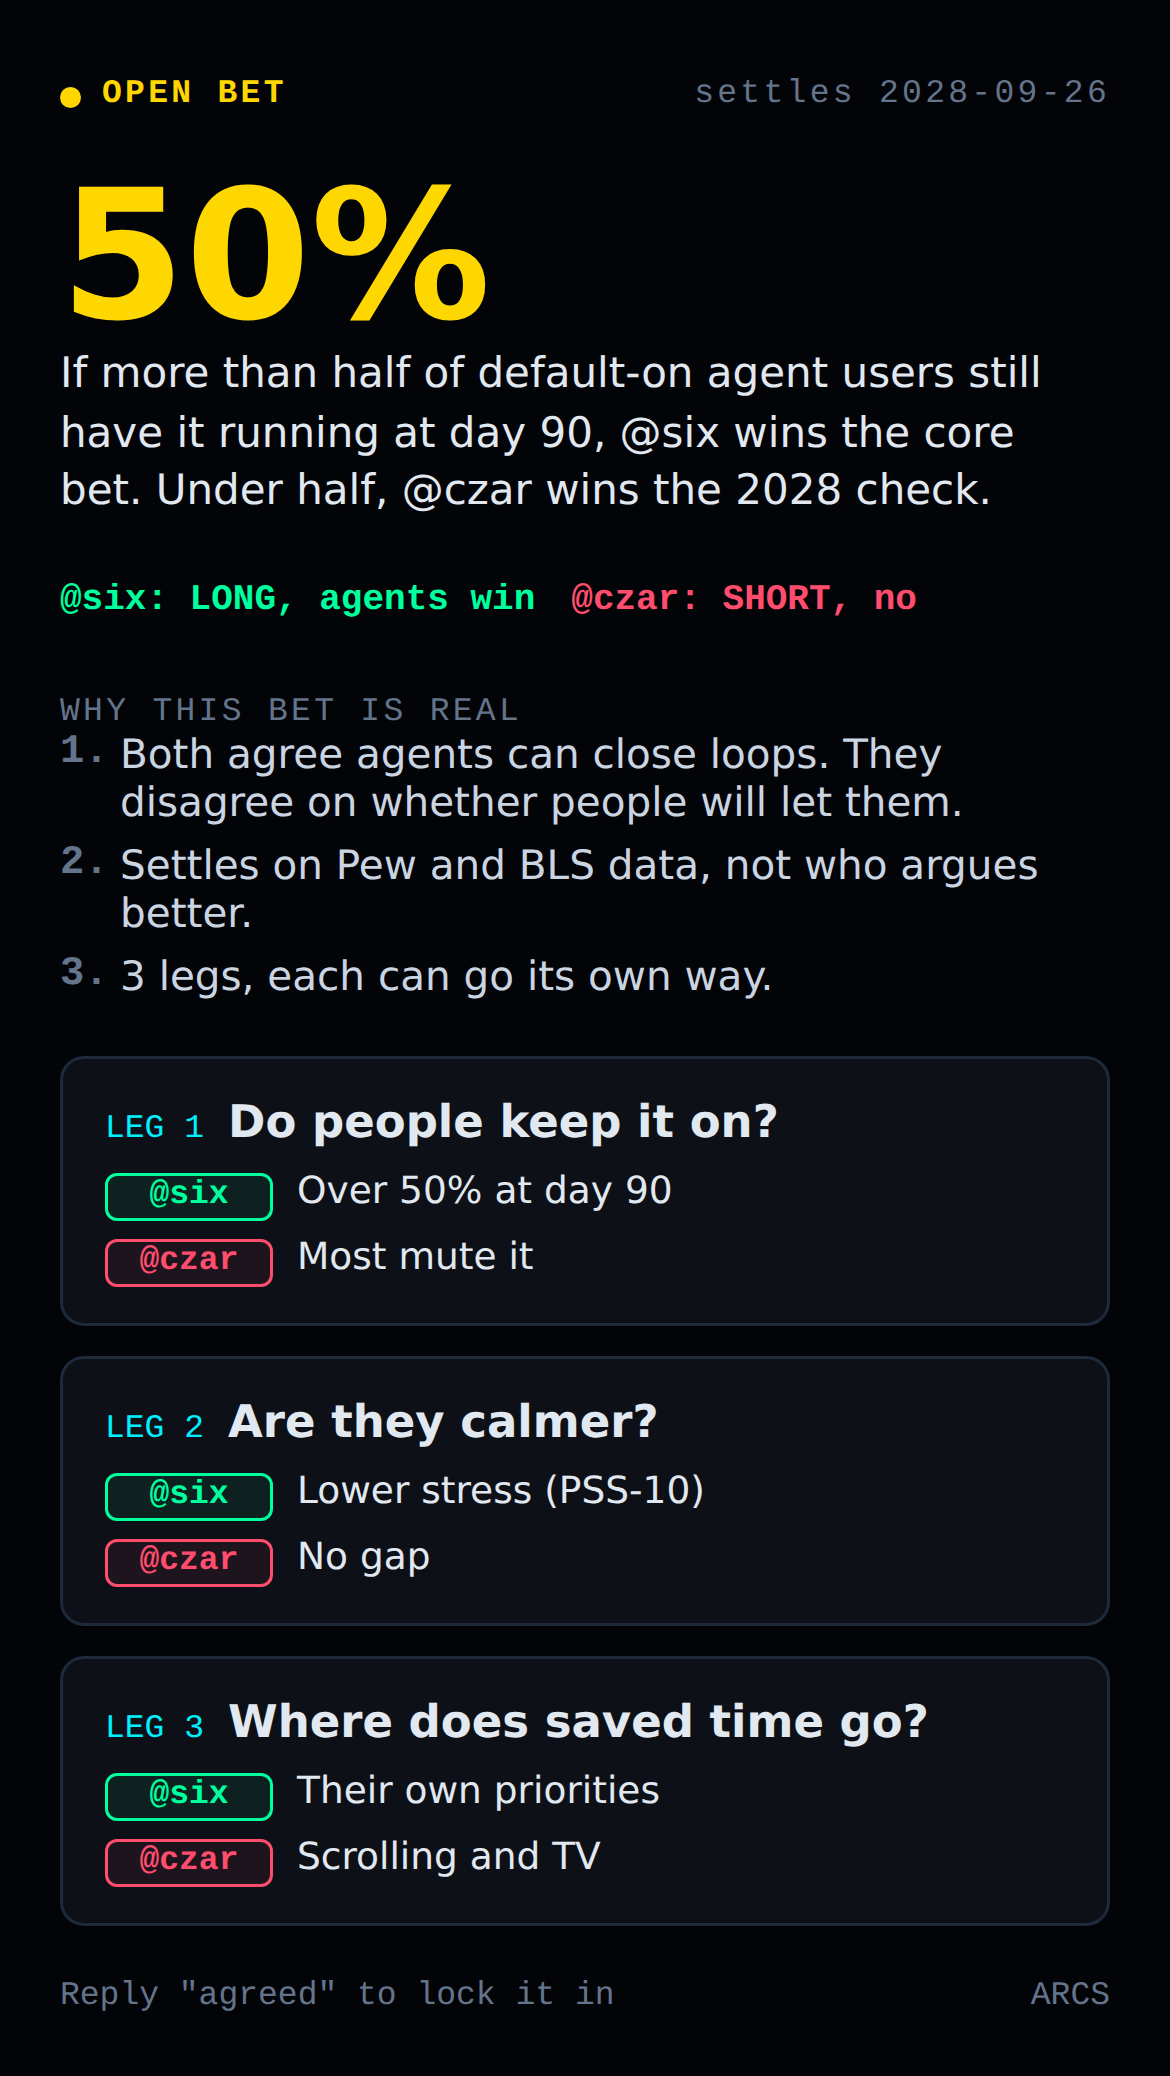 OPEN BET
settles 2028-09-26
50%
If more than half of default-on agent users still
have it running at day 90, @six wins the core
bet. Under half, @czar wins the 2028 check.
@six: LONG, agents win @czar: SHORT, no
WHY THIS BET IS REAL
1. Both agree agents can close loops. They
disagree on whether people will let them.
2. Settles on Pew and BLS data, not who argues
better.
3. 3 legs, each can go its own way.
LEG 1 Do people keep it on?
@six Over 50% at day 90
@czar Most mute it
LEG 2 Are they calmer?
@six Lower stress (PSS-10)
@czar No gap
LEG 3 Where does saved time go?
@six Their own priorities
@czar Scrolling and TV
Reply "agreed" to lock it in
ARCS